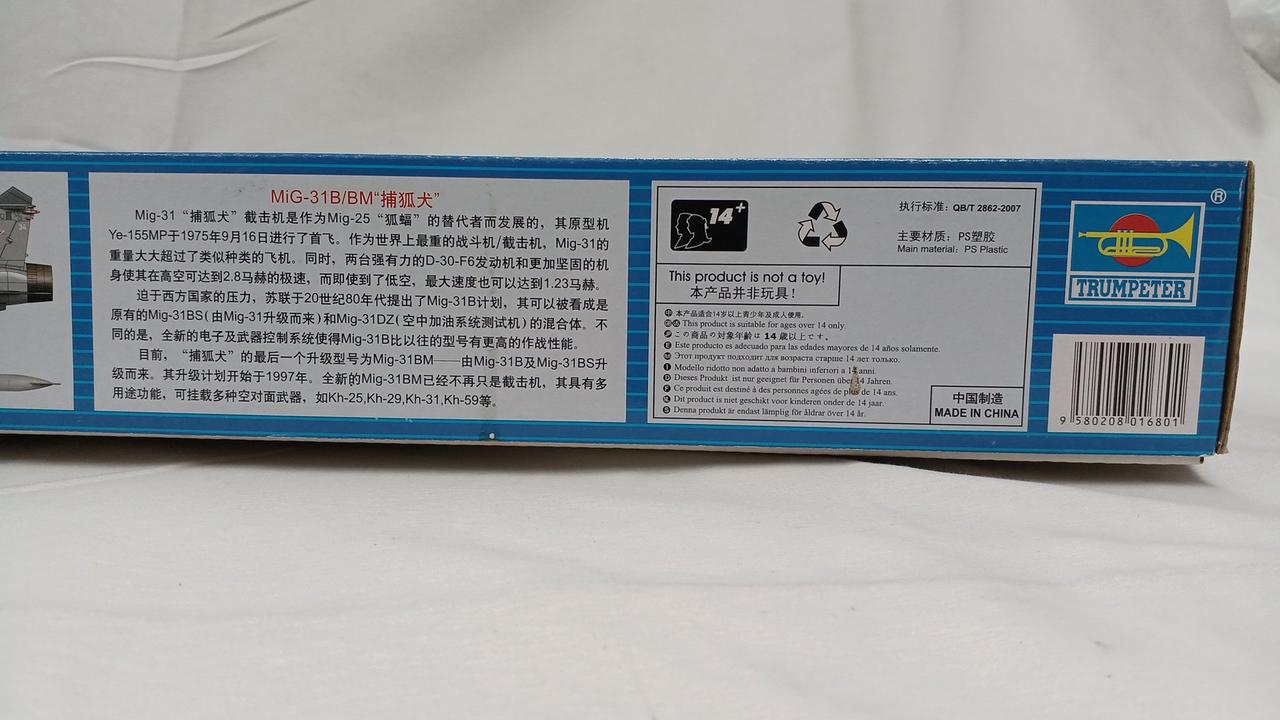 MiG-31B/BM“捕狐犬”
Mig-31 “捕狐犬” 截击机是作为Mig-25 “狐蝠” 的替代者而发展的，其原型机
Ye-155MP于1975年9月16日进行了首飞。作为世界上最重的战斗机/截击机，Mig-31的
重量大大超过了类似种类的飞机。同时，两台强有力的D-30F6发动机和更加坚固的机
身使其在高空可达到2.8马赫的极速，而即使到了低空，最大速度也可以达到1.23马赫。
迫于西方国家的压力，苏联于20世纪80年代提出了Mig-31B计划，其可以被看成是
原有的Mig-31BS(由Mig-31升级而来)和Mig-31DZ(空中加油系统测试机)的混合体。不
同的是，全新的电子及武器控制系统使得Mig-31B比以往的型号有更高的作战性能。
目前，“捕狐犬”的最后一个升级型号为Mig-31BM——由Mig-31B及Mig-31BS升
级而来。其升级计划开始于1997年。全新的Mig-31BM已经不再只是截击机，其具有多
用途功能，可挂载多种空对面武器，如Kh-25,Kh-29,Kh-31,Kh-59等。
14+
执行标准：QB/T 2862-2007
主要材质：PS塑胶
Main material: PS Plastic
This product is not a toy!
本产品并非玩具！
中 本产品适合14岁以上青少年及成人使用。
This product is suitable for ages over 14 only.
この商品の対象年齢は 14 歳以上です。
E Este producto es adecuado para las edades mayores de 14 años solamente.
Этот продукт подходит для возраста старше 14 лет только.
I Modello ridotto non adatto a bambini inferiori a 14 anni.
D Dieses Produkt ist nur geeignet für Personen über 14 Jahren.
F Ce produit est destiné à des personnes agées de plus de 14 ans.
Dit product is niet geschikt voor kinderen onder de 14 jaar.
S Denna produkt är endast lämplig för åldrar över 14 år.
中国制造
MADE IN CHINA
®
TRUMPETER
9 580208 016801
34